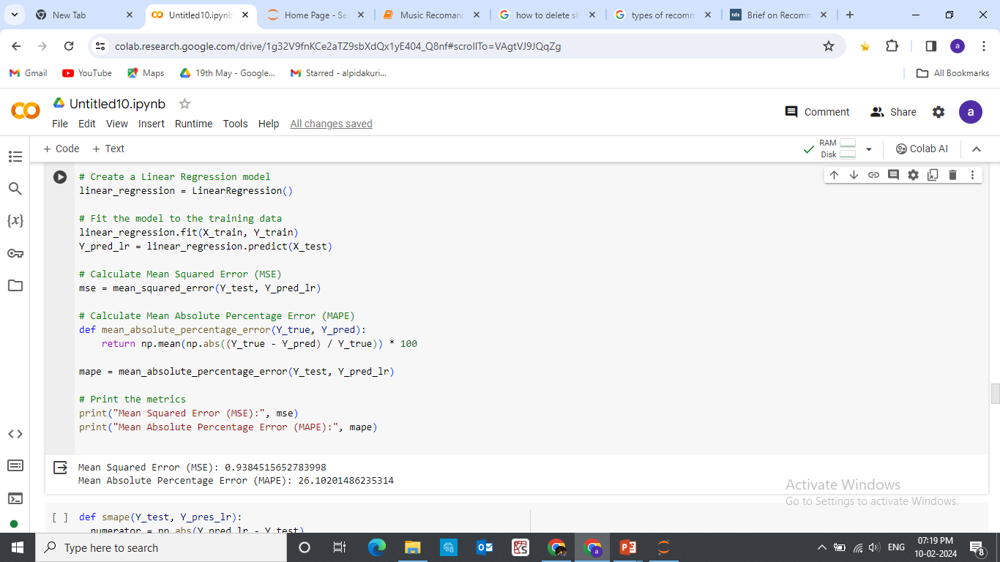 New Tab
Untitled10.ipynb
Home Page - Se
Music Recoman
how to delete sl
types of recomm
tds
Brief on Recomm
colab.research.google.com/drive/1g32V9fnKCe2aTZ9sbXdQx1yE404_Q8nf#scrollTo=VAgtVJ9JQqZg
a
Gmail
YouTube
Maps
19th May - Google...
Starred - alpidakuri...
All Bookmarks
Untitled10.ipynb
Comment
Share
a
File Edit View Insert Runtime Tools Help All changes saved
+ Code + Text
RAM
Disk
Colab AI
{x}
# Create a Linear Regression model
linear_regression = LinearRegression()
# Fit the model to the training data
linear_regression.fit(X_train, Y_train)
Y_pred_lr = linear_regression.predict(X_test)
# Calculate Mean Squared Error (MSE)
mse = mean_squared_error(Y_test, Y_pred_lr)
# Calculate Mean Absolute Percentage Error (MAPE)
def mean_absolute_percentage_error(Y_true, Y_pred):
    return np.mean(np.abs((Y_true - Y_pred) / Y_true)) * 100
mape = mean_absolute_percentage_error(Y_test, Y_pred_lr)
# Print the metrics
print("Mean Squared Error (MSE):", mse)
print("Mean Absolute Percentage Error (MAPE):", mape)
Mean Squared Error (MSE): 0.9384515652783998
Mean Absolute Percentage Error (MAPE): 26.10201486235314
Activate Windows
Go to Settings to activate Windows.
[ ] def smape(Y_test, Y_pres_lr):
  numerator = np.abs(Y_pred_lr - Y_test)
Type here to search
ENG
07:19 PM
10-02-2024
8